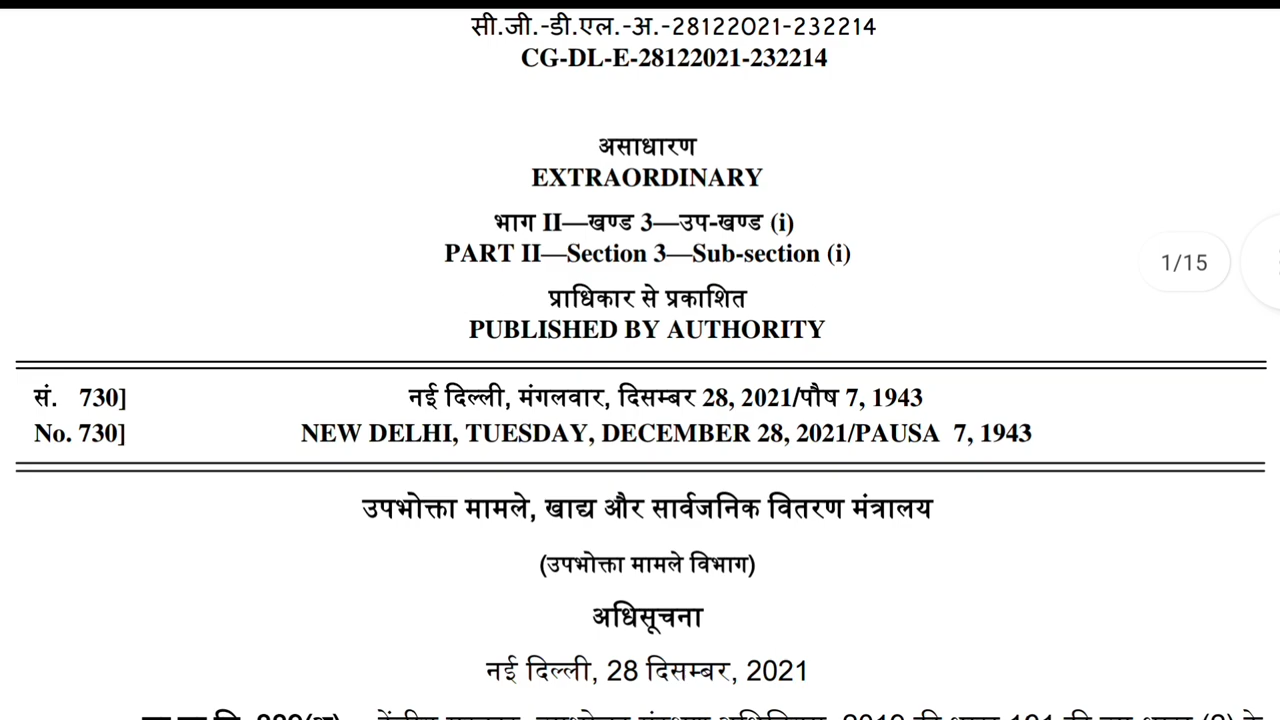 सी.जी.-डी.एल.-अ.-28122021-232214
CG-DL-E-28122021-232214
असाधारण
EXTRAORDINARY
भाग II—खण्ड 3—उप-खण्ड (i)
PART II—Section 3—Sub-section (i)
1/15
प्राधिकार से प्रकाशित
PUBLISHED BY AUTHORITY
सं. 730] नई दिल्ली, मंगलवार, दिसम्बर 28, 2021/पौष 7, 1943
No. 730] NEW DELHI, TUESDAY, DECEMBER 28, 2021/PAUSA 7, 1943
उपभोक्ता मामले, खाद्य और सार्वजनिक वितरण मंत्रालय
(उपभोक्ता मामले विभाग)
अधिसूचना
नई दिल्ली, 28 दिसम्बर, 2021